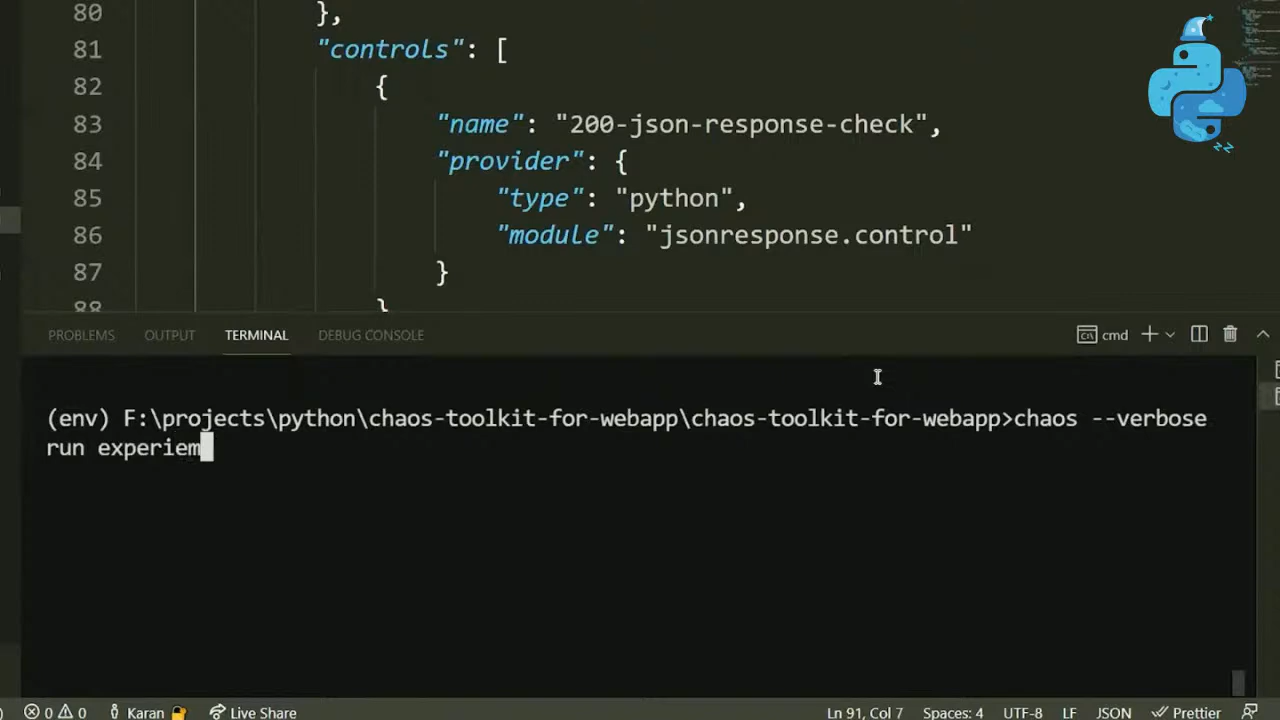 80 },
81 "controls": [
82 {
83 "name": "200-json-response-check",
84 "provider": {
85 "type": "python",
86 "module": "jsonresponse.control"
87 }
88 }
PROBLEMS OUTPUT TERMINAL DEBUG CONSOLE cmd
(env) F:\projects\python\chaos-toolkit-for-webapp\chaos-toolkit-for-webapp>chaos --verbose
run experiem
0 0 Karan Live Share Ln 91, Col 7 Spaces: 4 UTF-8 LF JSON Prettier
zz